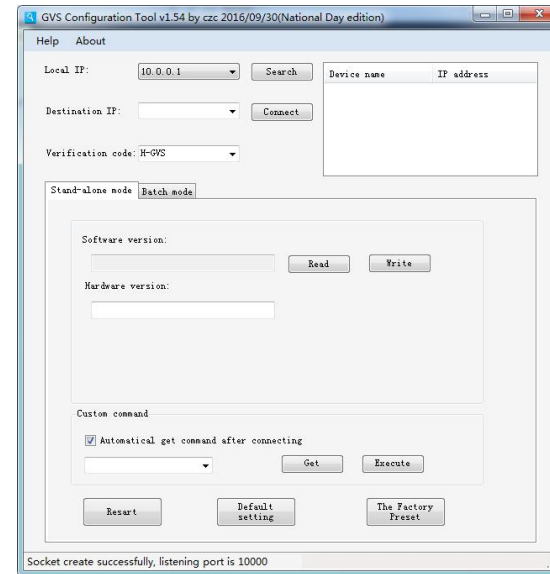 GVS Configuration Tool v1.54 by czc 2016/09/30(National Day edition)
Help About
Local IP: 10.0.0.1 Search
Device name IP address
Destination IP: Connect
Verification code: H-GVS
Stand-alone mode Batch mode
Software version:
Read Write
Hardware version:
Custom command
Automatical get command after connecting
Get Execute
Resart
Default
setting
The Factory
Preset
Socket create successfully, listening port is 10000